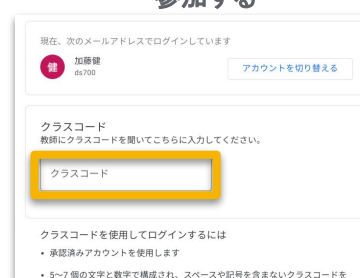 参加する
現在、次のメールアドレスでログインしています
健
加藤健
ds700
アカウントを切り替える
クラスコード
教師にクラスコードを聞いてこちらに入力してください。
クラスコード
クラスコードを使用してログインするには
• 承認済みアカウントを使用します
• 5～7 個の文字と数字で構成され、スペースや記号を含まないクラスコードを